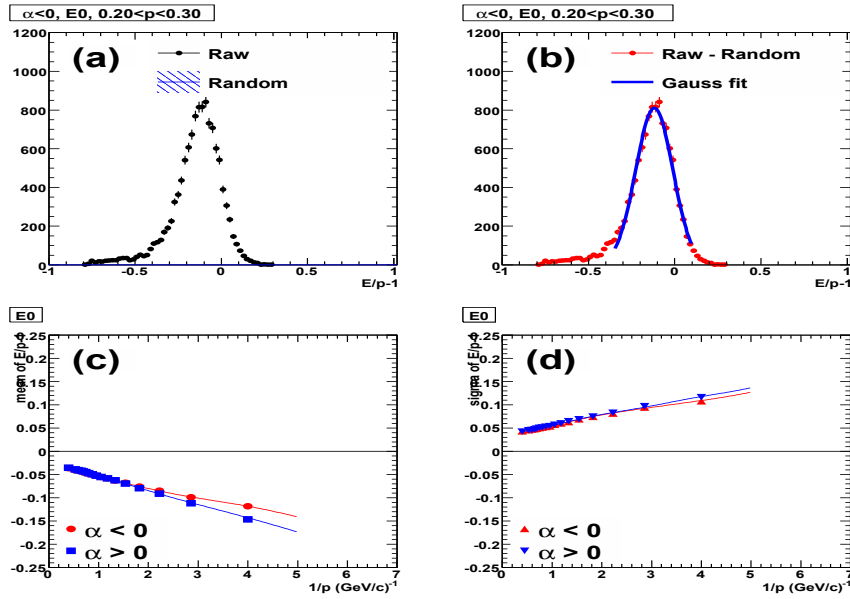 α<0, E0, 0.20<p<0.30
(a)
Raw
Random
1200
1000
800
600
400
200
0
-1 -0.5 0 0.5 1
E/p-1
α<0, E0, 0.20<p<0.30
(b)
Raw - Random
Gauss fit
1200
1000
800
600
400
200
0
-1 -0.5 0 0.5 1
E/p-1
E0
(c)
mean of E/p-
0.25
0.2
0.15
0.1
0.05
0
-0.05
-0.1
-0.15
-0.2
-0.25
α < 0
α > 0
0 1 2 3 4 5 6 7
1/p (GeV/c)⁻¹
E0
(d)
sigma of E/p-
0.25
0.2
0.15
0.1
0.05
0
-0.05
-0.1
-0.15
-0.2
-0.25
α < 0
α > 0
0 1 2 3 4 5 6 7
1/p (GeV/c)⁻¹